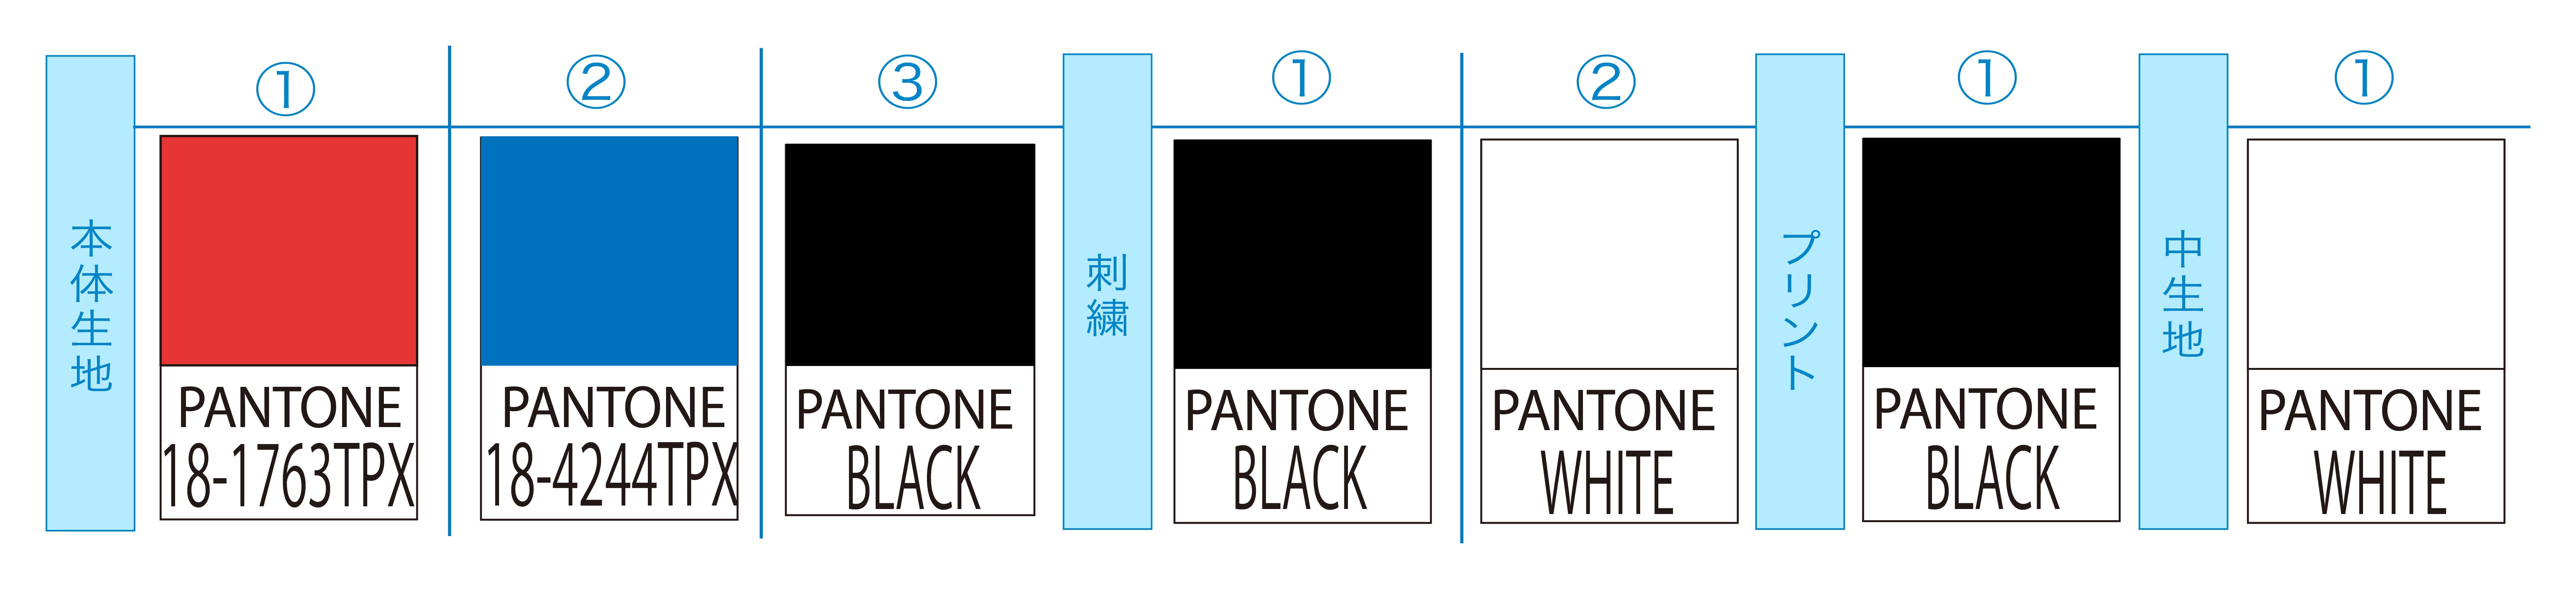 本体生地
①
PANTONE
18-1763TPX
②
PANTONE
18-4244TPX
③
PANTONE
BLACK
刺繍
①
PANTONE
BLACK
②
PANTONE
WHITE
プリント
①
PANTONE
BLACK
中生地
①
PANTONE
WHITE